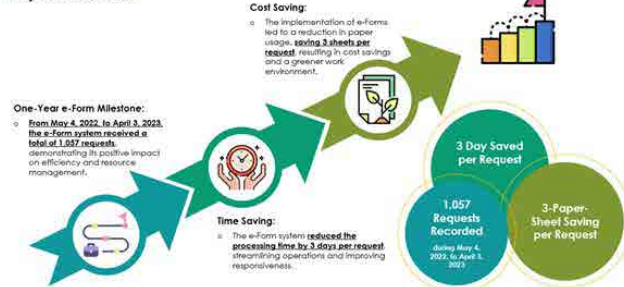 Cost Saving:
o The implementation of e-Forms
led to a reduction in paper
usage, saving 3 sheets per
request, resulting in cost savings
and a greener work
environment.
One-Year e-Form Milestone:
o From May 4, 2022, to April 3, 2023,
the e-Form system received a
total of 1,057 requests,
demonstrating its positive impact
on efficiency and resource
management.
Time Saving:
o The e-Form system reduced the
processing time by 3 days per request,
streamlining operations and improving
responsiveness.
3 Day Saved
per Request
1,057
Requests
Recorded
during May 4,
2022, to April 3,
2023
3-Paper-
Sheet Saving
per Request